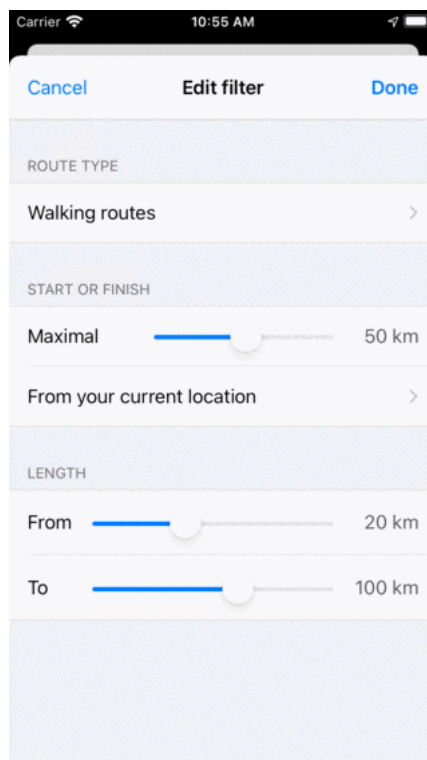 Carrier 10:55 AM
Cancel Edit filter Done
ROUTE TYPE
Walking routes
START OR FINISH
Maximal 50 km
From your current location
LENGTH
From 20 km
To 100 km